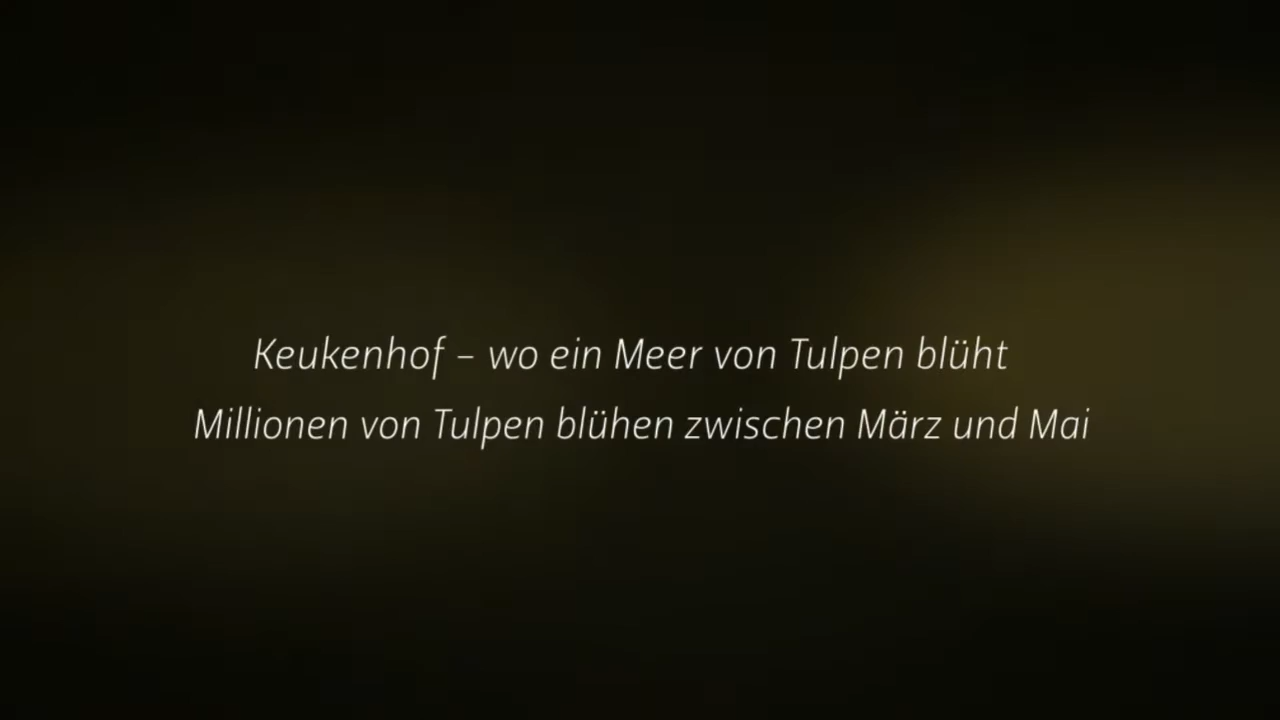 Keukenhof – wo ein Meer von Tulpen blüht
Millionen von Tulpen blühen zwischen März und Mai